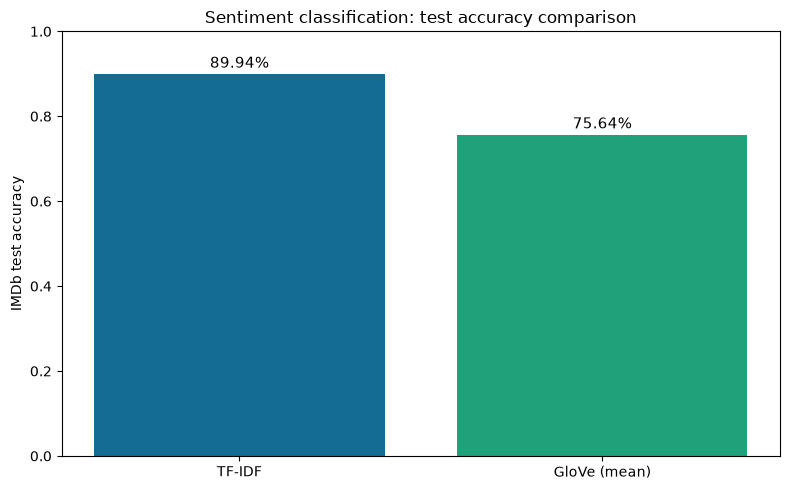 Sentiment classification: test accuracy comparison
1.0
0.8
0.6
0.4
0.2
0.0
IMDb test accuracy
89.94%
75.64%
TF-IDF
GloVe (mean)